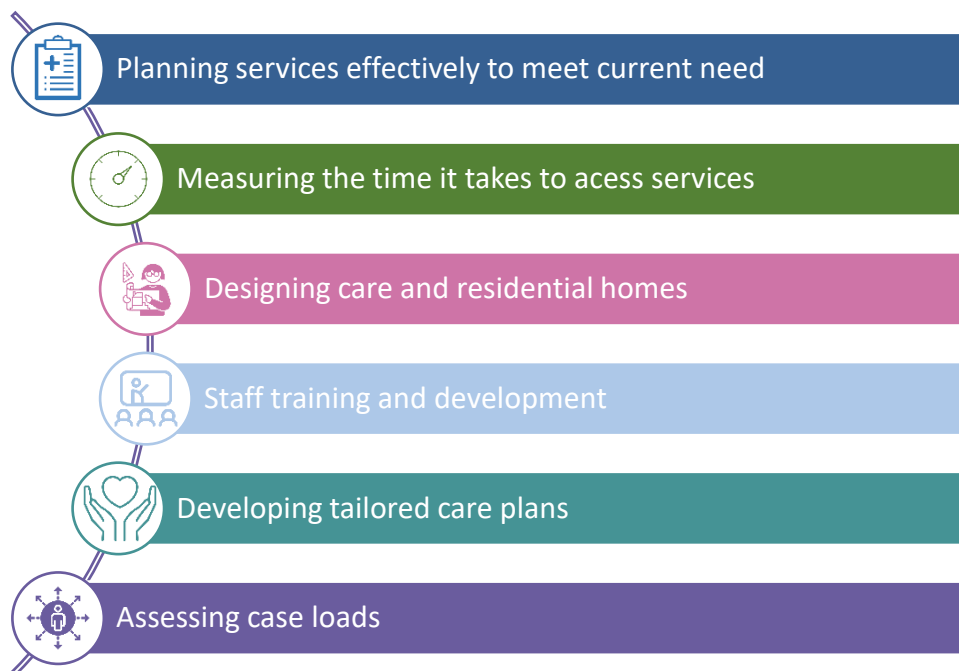 Planning services effectively to meet current need
Measuring the time it takes to acess services
Designing care and residential homes
Staff training and development
Developing tailored care plans
Assessing case loads